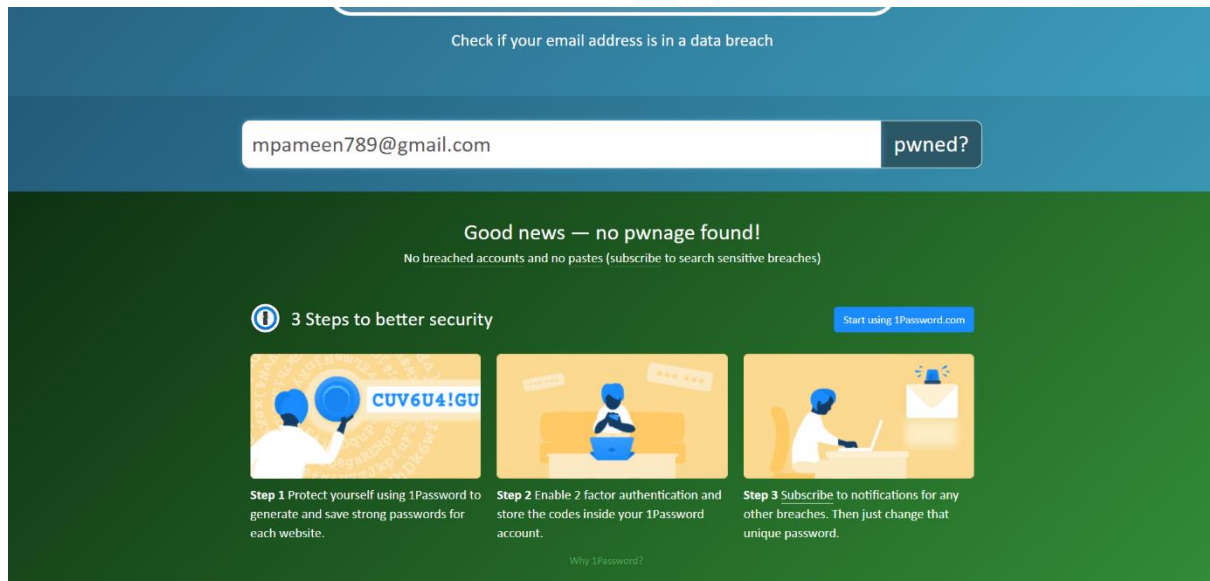 Check if your email address is in a data breach
mpameen789@gmail.com
pwned?
Good news — no pwnage found!
No breached accounts and no pastes (subscribe to search sensitive breaches)
3 Steps to better security
Start using 1Password.com
CUV6U4!GU
Step 1 Protect yourself using 1Password to
generate and save strong passwords for
each website.
Step 2 Enable 2 factor authentication and
store the codes inside your 1Password
account.
Step 3 Subscribe to notifications for any
other breaches. Then just change that
unique password.
Why 1Password?